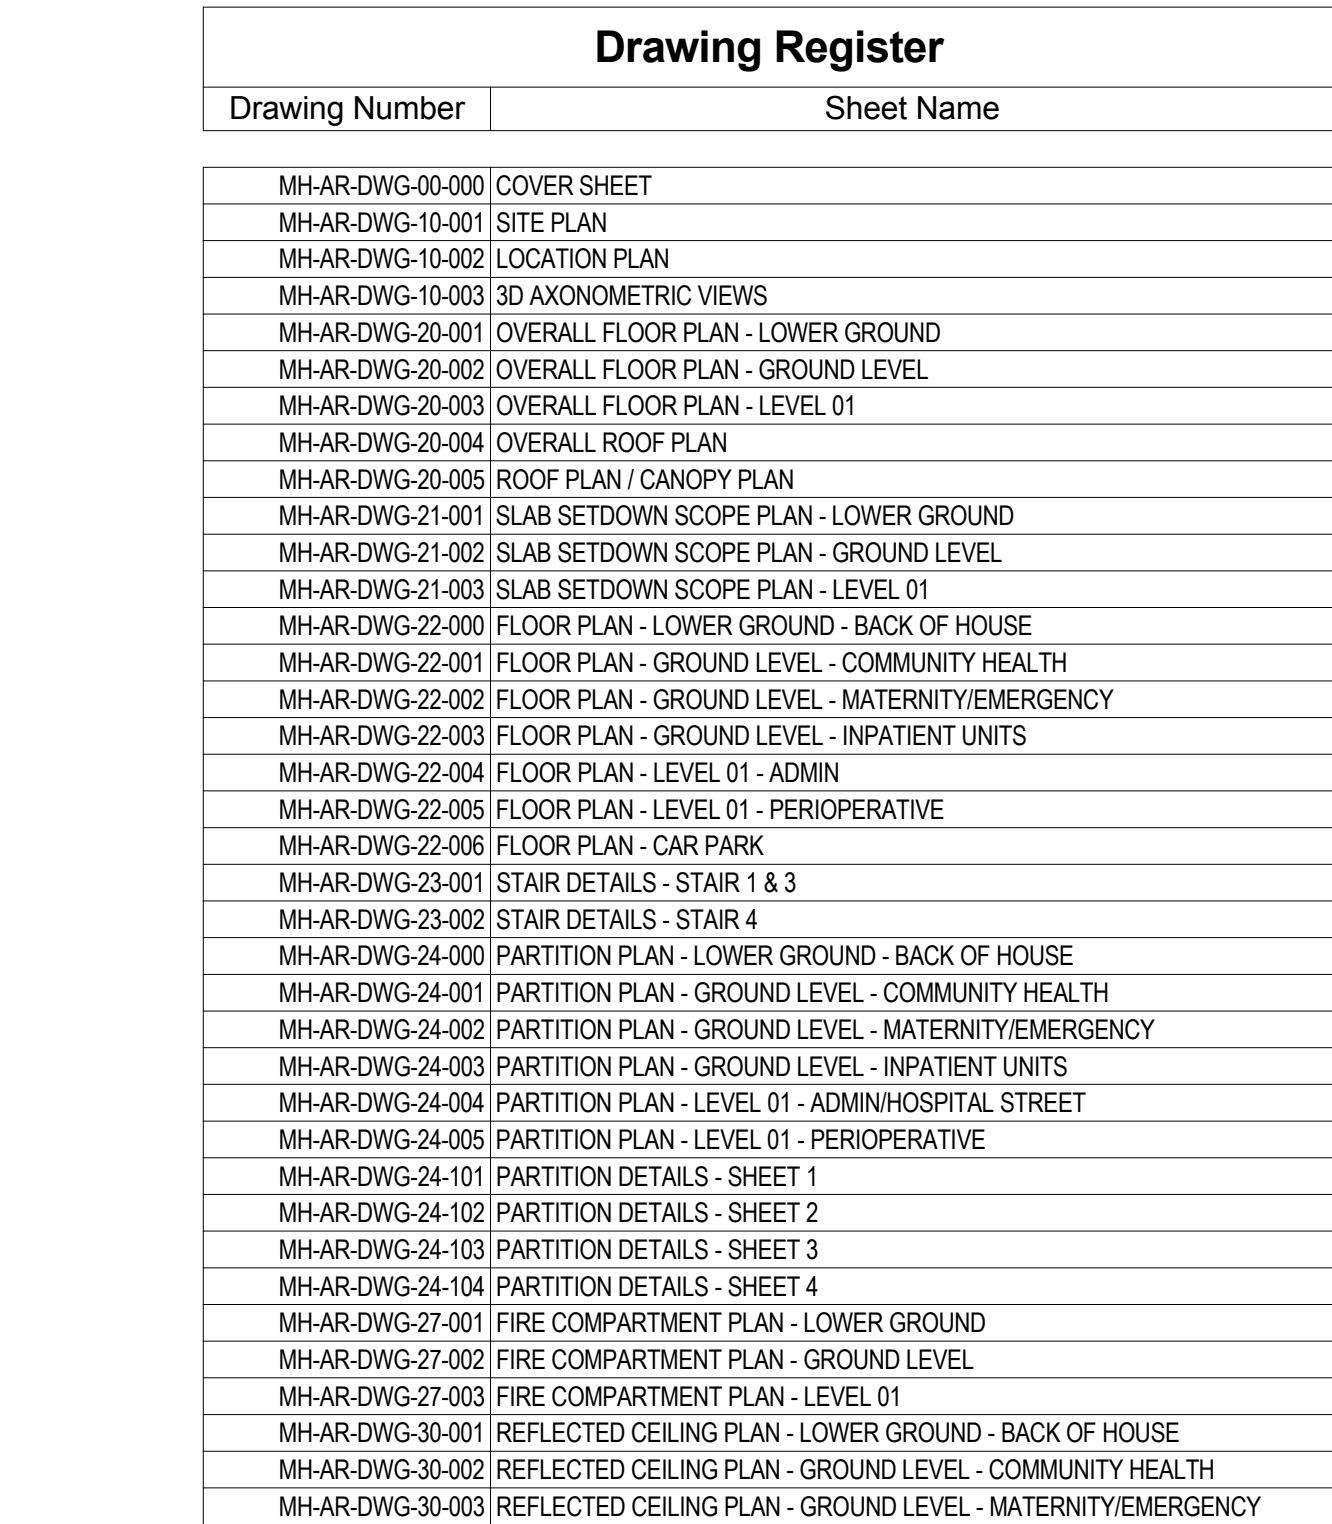 Drawing Register
Drawing Number Sheet Name
MH-AR-DWG-00-000 COVER SHEET
MH-AR-DWG-10-001 SITE PLAN
MH-AR-DWG-10-002 LOCATION PLAN
MH-AR-DWG-10-003 3D AXONOMETRIC VIEWS
MH-AR-DWG-20-001 OVERALL FLOOR PLAN - LOWER GROUND
MH-AR-DWG-20-002 OVERALL FLOOR PLAN - GROUND LEVEL
MH-AR-DWG-20-003 OVERALL FLOOR PLAN - LEVEL 01
MH-AR-DWG-20-004 OVERALL ROOF PLAN
MH-AR-DWG-20-005 ROOF PLAN / CANOPY PLAN
MH-AR-DWG-21-001 SLAB SETDOWN SCOPE PLAN - LOWER GROUND
MH-AR-DWG-21-002 SLAB SETDOWN SCOPE PLAN - GROUND LEVEL
MH-AR-DWG-21-003 SLAB SETDOWN SCOPE PLAN - LEVEL 01
MH-AR-DWG-22-000 FLOOR PLAN - LOWER GROUND - BACK OF HOUSE
MH-AR-DWG-22-001 FLOOR PLAN - GROUND LEVEL - COMMUNITY HEALTH
MH-AR-DWG-22-002 FLOOR PLAN - GROUND LEVEL - MATERNITY/EMERGENCY
MH-AR-DWG-22-003 FLOOR PLAN - GROUND LEVEL - INPATIENT UNITS
MH-AR-DWG-22-004 FLOOR PLAN - LEVEL 01 - ADMIN
MH-AR-DWG-22-005 FLOOR PLAN - LEVEL 01 - PERIOPERATIVE
MH-AR-DWG-22-006 FLOOR PLAN - CAR PARK
MH-AR-DWG-23-001 STAIR DETAILS - STAIR 1 & 3
MH-AR-DWG-23-002 STAIR DETAILS - STAIR 4
MH-AR-DWG-24-000 PARTITION PLAN - LOWER GROUND - BACK OF HOUSE
MH-AR-DWG-24-001 PARTITION PLAN - GROUND LEVEL - COMMUNITY HEALTH
MH-AR-DWG-24-002 PARTITION PLAN - GROUND LEVEL - MATERNITY/EMERGENCY
MH-AR-DWG-24-003 PARTITION PLAN - GROUND LEVEL - INPATIENT UNITS
MH-AR-DWG-24-004 PARTITION PLAN - LEVEL 01 - ADMIN/HOSPITAL STREET
MH-AR-DWG-24-005 PARTITION PLAN - LEVEL 01 - PERIOPERATIVE
MH-AR-DWG-24-101 PARTITION DETAILS - SHEET 1
MH-AR-DWG-24-102 PARTITION DETAILS - SHEET 2
MH-AR-DWG-24-103 PARTITION DETAILS - SHEET 3
MH-AR-DWG-24-104 PARTITION DETAILS - SHEET 4
MH-AR-DWG-27-001 FIRE COMPARTMENT PLAN - LOWER GROUND
MH-AR-DWG-27-002 FIRE COMPARTMENT PLAN - GROUND LEVEL
MH-AR-DWG-27-003 FIRE COMPARTMENT PLAN - LEVEL 01
MH-AR-DWG-30-001 REFLECTED CEILING PLAN - LOWER GROUND - BACK OF HOUSE
MH-AR-DWG-30-002 REFLECTED CEILING PLAN - GROUND LEVEL - COMMUNITY HEALTH
MH-AR-DWG-30-003 REFLECTED CEILING PLAN - GROUND LEVEL - MATERNITY/EMERGENCY